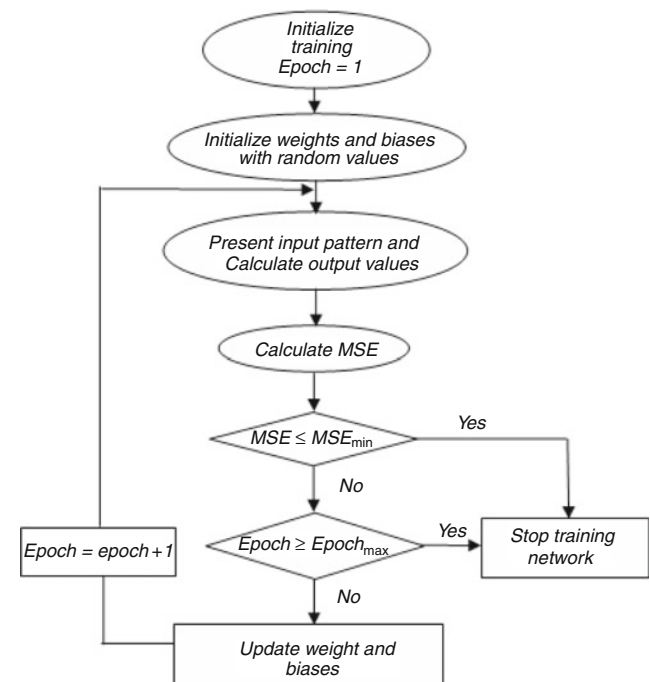 Initialize
training
Epoch = 1
Initialize weights and biases
with random values
Present input pattern and
Calculate output values
Calculate MSE
MSE ≤ MSEmin
Yes
No
Epoch = epoch+1
Epoch ≥ Epochmax
Yes
Stop training
network
No
Update weight and
biases